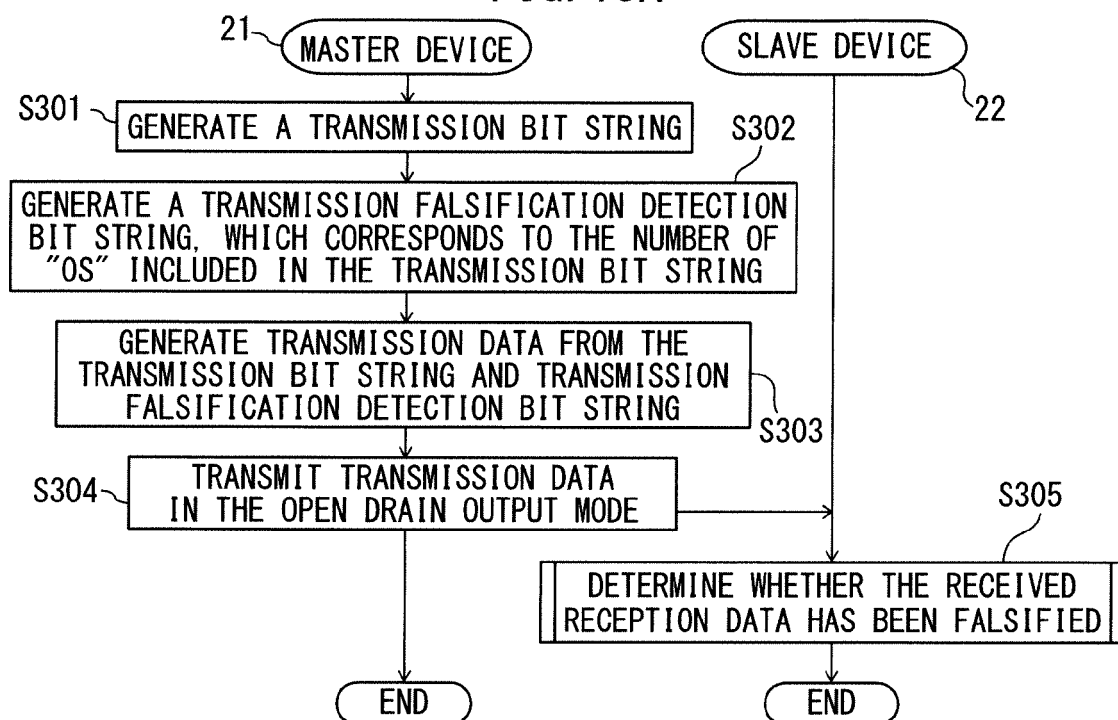 21
MASTER DEVICE
SLAVE DEVICE
22
S301
GENERATE A TRANSMISSION BIT STRING
S302
GENERATE A TRANSMISSION FALSIFICATION DETECTION
BIT STRING, WHICH CORRESPONDS TO THE NUMBER OF
"0S" INCLUDED IN THE TRANSMISSION BIT STRING
GENERATE TRANSMISSION DATA FROM THE
TRANSMISSION BIT STRING AND TRANSMISSION
FALSIFICATION DETECTION BIT STRING
S303
S304
TRANSMIT TRANSMISSION DATA
IN THE OPEN DRAIN OUTPUT MODE
S305
DETERMINE WHETHER THE RECEIVED
RECEPTION DATA HAS BEEN FALSIFIED
END
END